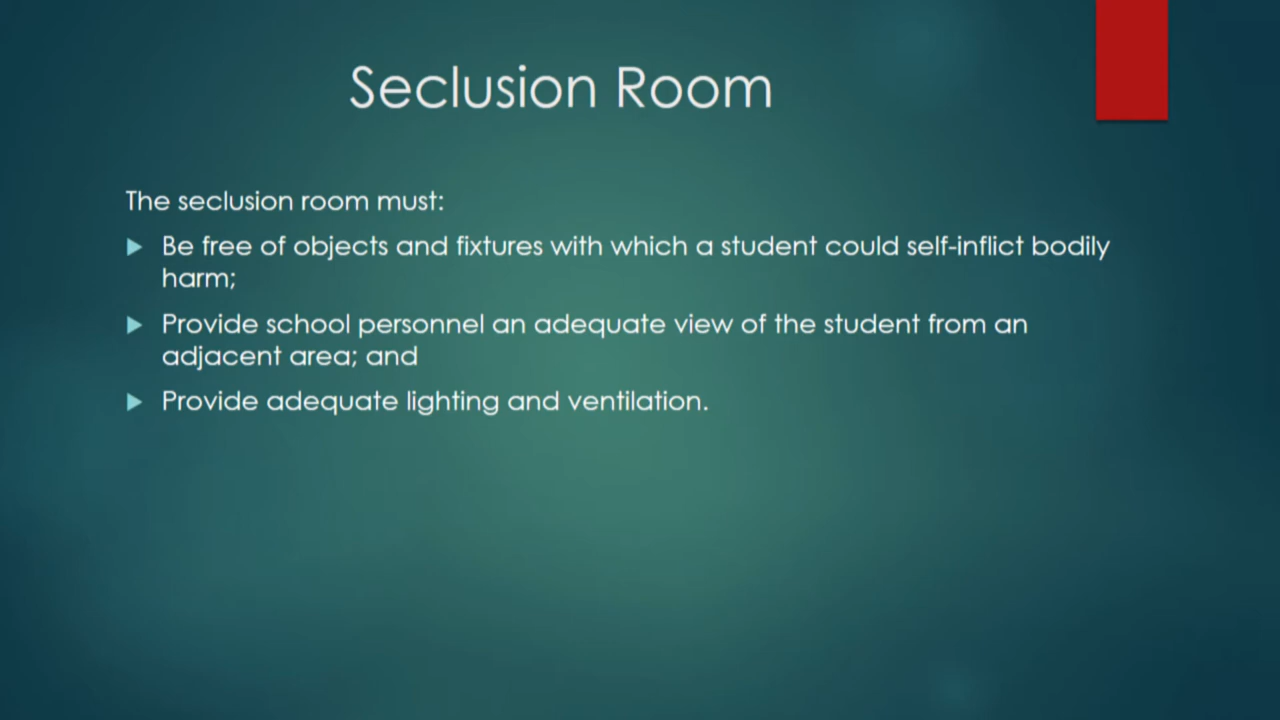 Seclusion Room
The seclusion room must:
Be free of objects and fixtures with which a student could self-inflict bodily
harm;
Provide school personnel an adequate view of the student from an
adjacent area; and
Provide adequate lighting and ventilation.